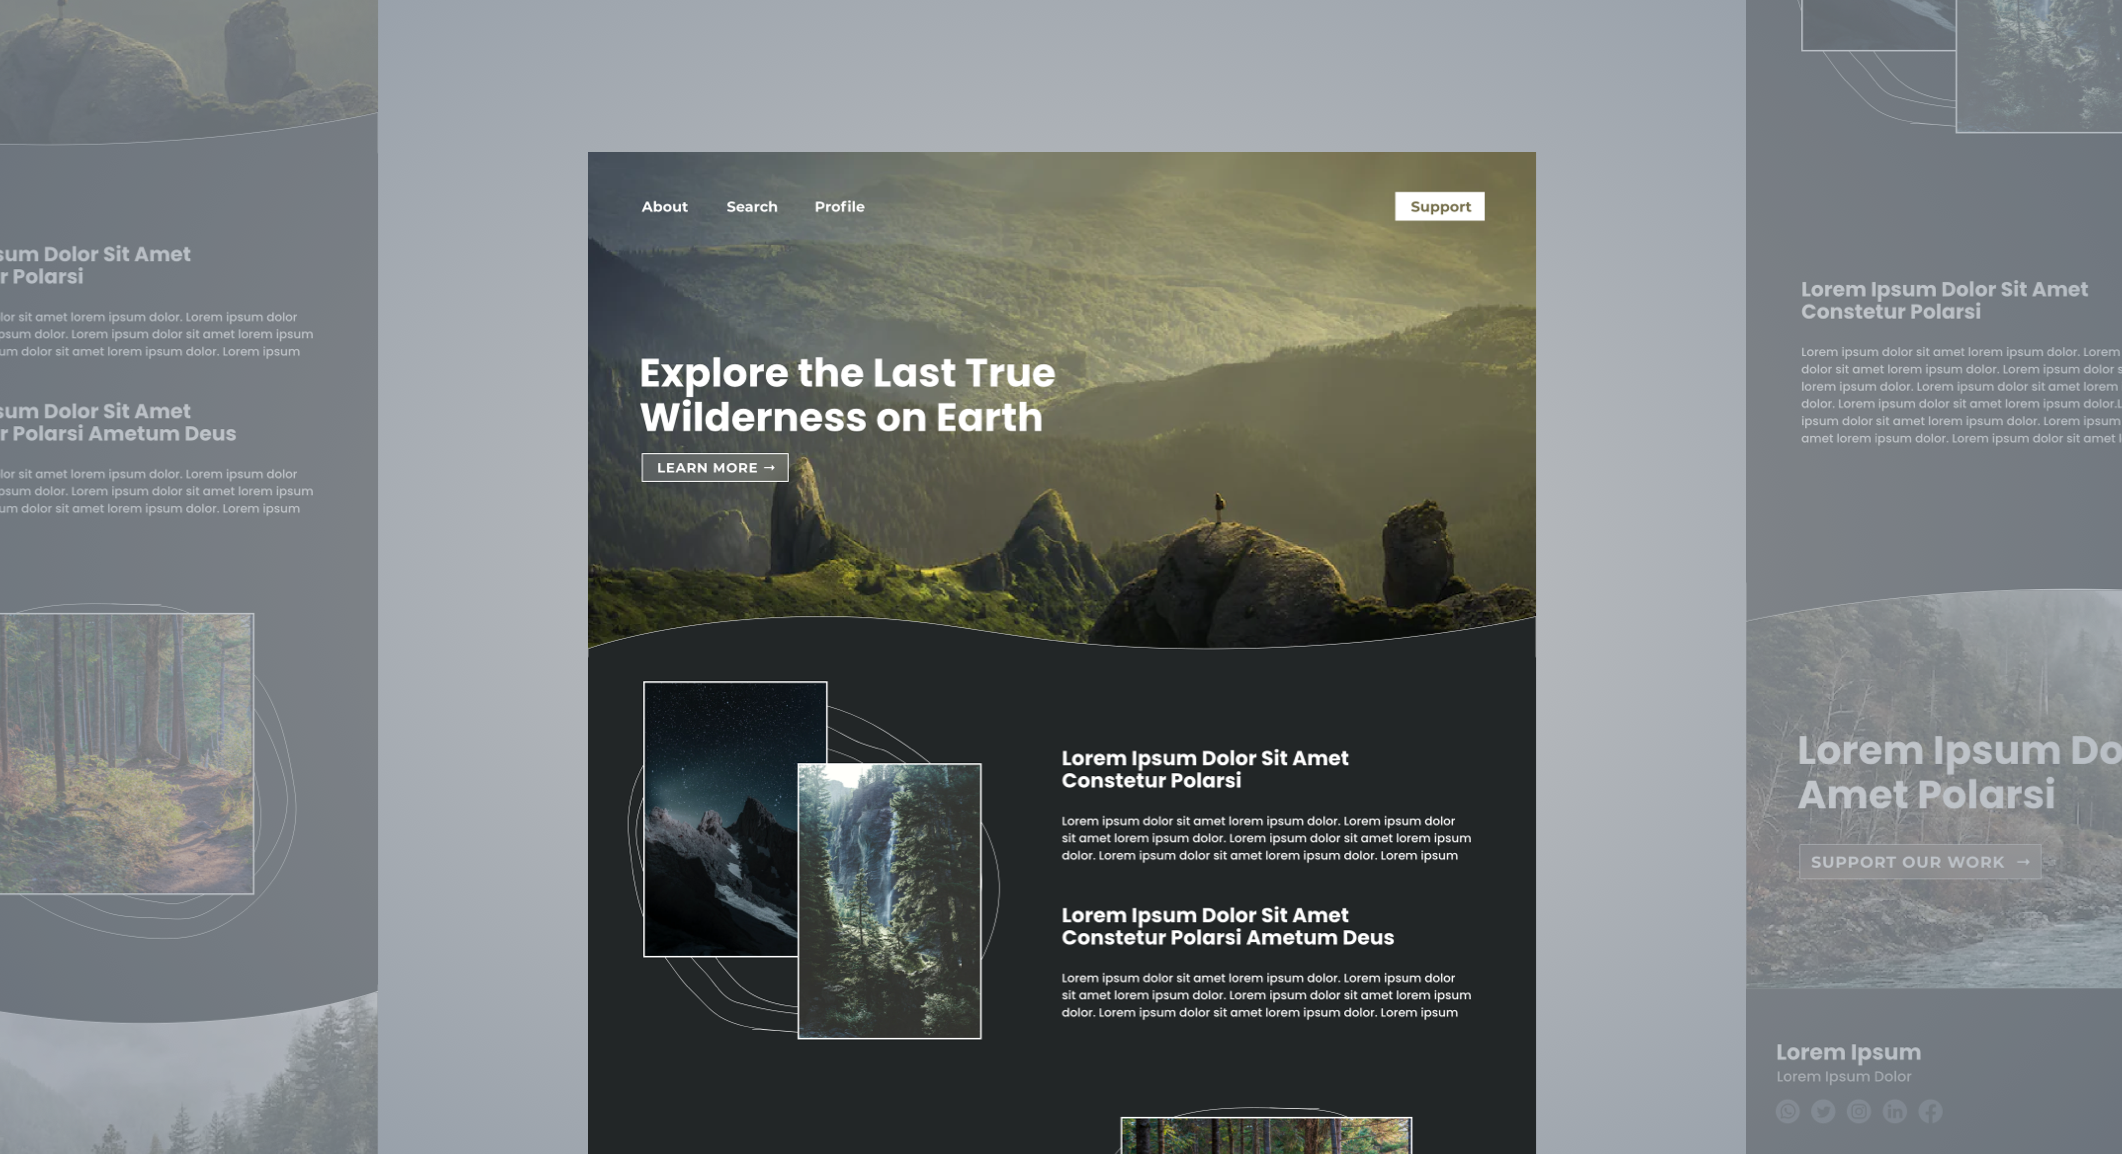 sum Dolor Sit Amet
r Polarsi
lor sit amet lorem ipsum dolor. Lorem ipsum dolor
psum dolor. Lorem ipsum dolor sit amet lorem ipsum
um dolor sit amet lorem ipsum dolor. Lorem ipsum
sum Dolor Sit Amet
r Polarsi Ametum Deus
lor sit amet lorem ipsum dolor. Lorem ipsum dolor
psum dolor. Lorem ipsum dolor sit amet lorem ipsum
um dolor sit amet lorem ipsum dolor. Lorem ipsum
About Search Profile Support
Explore the Last True
Wilderness on Earth
LEARN MORE →
Lorem Ipsum Dolor Sit Amet
Constetur Polarsi
Lorem ipsum dolor sit amet lorem ipsum dolor. Lorem ipsum dolor
sit amet lorem ipsum dolor. Lorem ipsum dolor sit amet lorem ipsum
dolor. Lorem ipsum dolor sit amet lorem ipsum dolor. Lorem ipsum
Lorem Ipsum Dolor Sit Amet
Constetur Polarsi Ametum Deus
Lorem ipsum dolor sit amet lorem ipsum dolor. Lorem ipsum dolor
sit amet lorem ipsum dolor. Lorem ipsum dolor sit amet lorem ipsum
dolor. Lorem ipsum dolor sit amet lorem ipsum dolor. Lorem ipsum
Lorem Ipsum Dolor Sit Amet
Constetur Polarsi
Lorem ipsum dolor sit amet lorem ipsum dolor. Lorem
dolor sit amet lorem ipsum dolor. Lorem ipsum dolor s
lorem ipsum dolor. Lorem ipsum dolor sit amet lorem
dolor. Lorem ipsum dolor sit amet lorem ipsum dolor.L
ipsum dolor sit amet lorem ipsum dolor. Lorem ipsum
amet lorem ipsum dolor. Lorem ipsum dolor sit amet l
Lorem Ipsum Do
Amet Polarsi
SUPPORT OUR WORK →
Lorem Ipsum
Lorem Ipsum Dolor